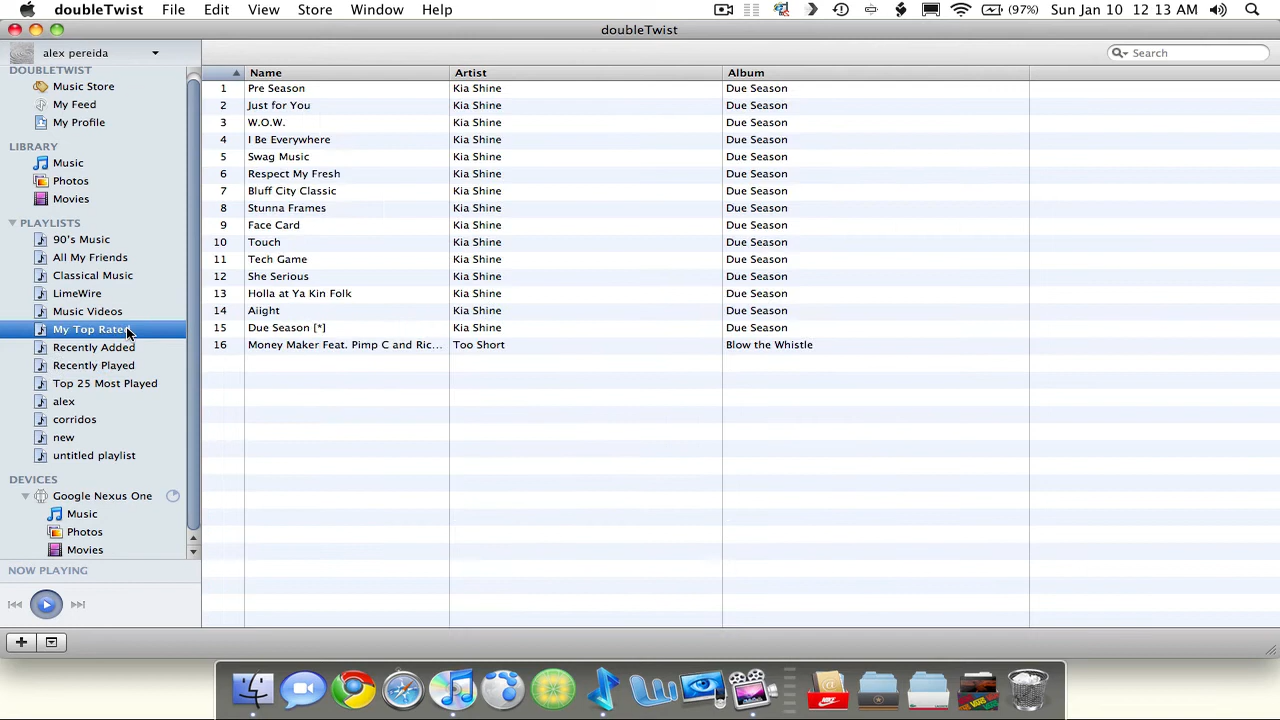 doubleTwist File Edit View Store Window Help (97%) Sun Jan 10 12 13 AM
doubleTwist
alex pereida
Search
DOUBLETWIST
Music Store
My Feed
My Profile
LIBRARY
Music
Photos
Movies
PLAYLISTS
90's Music
All My Friends
Classical Music
LimeWire
Music Videos
My Top Rated
Recently Added
Recently Played
Top 25 Most Played
alex
corridos
new
untitled playlist
DEVICES
Google Nexus One
Music
Photos
Movies
NOW PLAYING
Name Artist Album
1 Pre Season Kia Shine Due Season
2 Just for You Kia Shine Due Season
3 W.O.W. Kia Shine Due Season
4 I Be Everywhere Kia Shine Due Season
5 Swag Music Kia Shine Due Season
6 Respect My Fresh Kia Shine Due Season
7 Bluff City Classic Kia Shine Due Season
8 Stunna Frames Kia Shine Due Season
9 Face Card Kia Shine Due Season
10 Touch Kia Shine Due Season
11 Tech Game Kia Shine Due Season
12 She Serious Kia Shine Due Season
13 Holla at Ya Kin Folk Kia Shine Due Season
14 Aiight Kia Shine Due Season
15 Due Season [*] Kia Shine Due Season
16 Money Maker Feat. Pimp C and Ric... Too Short Blow the Whistle